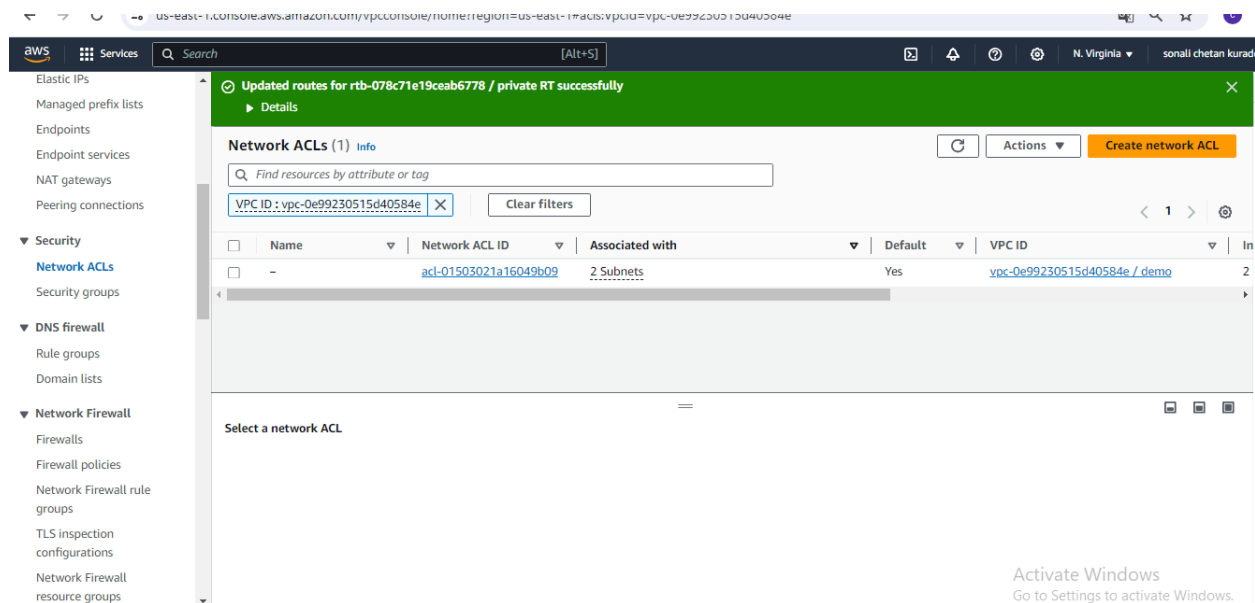 us-east-1.console.aws.amazon.com/vpcconsole/home?region=us-east-1#acls:vpcId=vpc-0e99230515d40584e
aws Services Search [Alt+S] N. Virginia sonali chetan kurad
Elastic IPs
Managed prefix lists
Endpoints
Endpoint services
NAT gateways
Peering connections
Security
Network ACLs
Security groups
DNS firewall
Rule groups
Domain lists
Network Firewall
Firewalls
Firewall policies
Network Firewall rule
groups
TLS inspection
configurations
Network Firewall
resource groups
Updated routes for rtb-078c71e19ceab6778 / private RT successfully
Details
Network ACLs (1) Info
Actions
Create network ACL
Find resources by attribute or tag
VPC ID : vpc-0e99230515d40584e
Clear filters
1
Name Network ACL ID Associated with Default VPC ID In
– acl-01503021a16049b09 2 Subnets Yes vpc-0e99230515d40584e / demo 2
Select a network ACL
Activate Windows
Go to Settings to activate Windows.